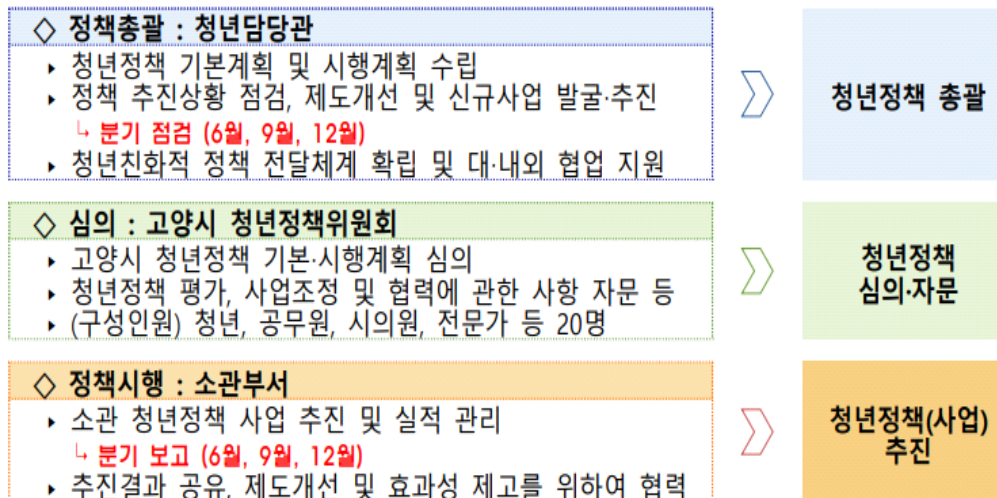 ◇ 정책총괄 : 청년담당관
‣ 청년정책 기본계획 및 시행계획 수립
‣ 정책 추진상황 점검, 제도개선 및 신규사업 발굴·추진
↳ 분기 점검 (6월, 9월, 12월)
‣ 청년친화적 정책 전달체계 확립 및 대·내외 협업 지원
청년정책 총괄
◇ 심의 : 고양시 청년정책위원회
‣ 고양시 청년정책 기본·시행계획 심의
‣ 청년정책 평가, 사업조정 및 협력에 관한 사항 자문 등
‣ (구성인원) 청년, 공무원, 시의원, 전문가 등 20명
청년정책
심의·자문
◇ 정책시행 : 소관부서
‣ 소관 청년정책 사업 추진 및 실적 관리
↳ 분기 보고 (6월, 9월, 12월)
‣ 추진결과 공유, 제도개선 및 효과성 제고를 위하여 협력
청년정책(사업)
추진